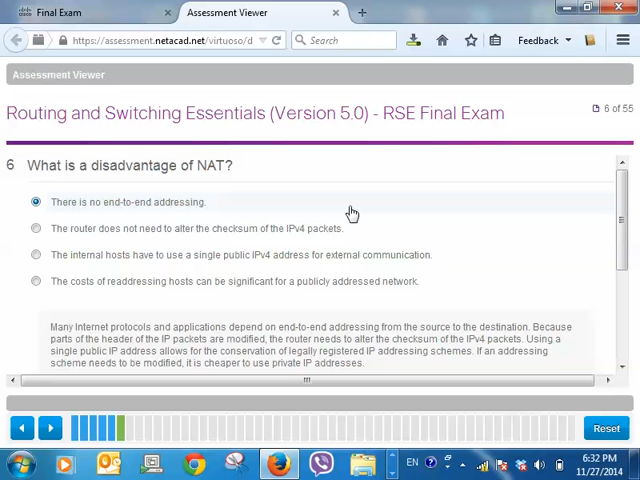 Final Exam
Assessment Viewer
https://assessment.netacad.net/virtuoso/d
Search
Feedback
Assessment Viewer
Routing and Switching Essentials (Version 5.0) - RSE Final Exam
6 of 55
6 What is a disadvantage of NAT?
There is no end-to-end addressing.
The router does not need to alter the checksum of the IPv4 packets.
The internal hosts have to use a single public IPv4 address for external communication.
The costs of readdressing hosts can be significant for a publicly addressed network.
Many Internet protocols and applications depend on end-to-end addressing from the source to the destination. Because
parts of the header of the IP packets are modified, the router needs to alter the checksum of the IPv4 packets. Using a
single public IP address allows for the conservation of legally registered IP addressing schemes. If an addressing
scheme needs to be modified, it is cheaper to use private IP addresses.
Reset
EN
6:32 PM
11/27/2014